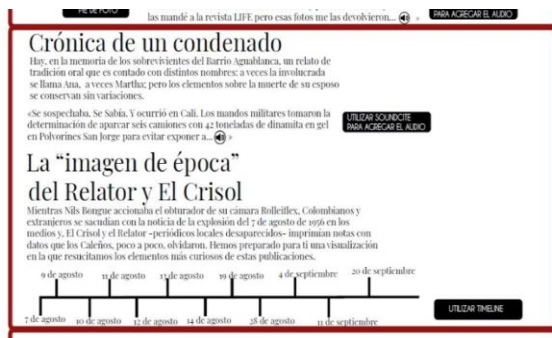 PIE DE FOTO
las mandé a la revista LIFE pero esas fotos me las devolvieron... »
PARA AGREGAR EL AUDIO
Crónica de un condenado
Hay, en la memoria de los sobrevivientes del Barrio Aguablanca, un relato de
tradición oral que es contado con distintos nombres: a veces la involucrada
se llama Ana, a veces Martha; pero los elementos sobre la muerte de su esposo
se conservan sin variaciones.
«Se sospechaba. Se Sabía. Y ocurrió en Cali. Los mandos militares tomaron la
determinación de aparcar seis camiones con 42 toneladas de dinamita en gel
en Polvorines San Jorge para evitar exponer a... »
UTILIZAR SOUNDCITE
PARA AGREGAR EL AUDIO
La “imagen de época”
del Relator y El Crisol
Mientras Nils Bongue accionaba el obturador de su cámara Rolleiflex, Colombianos y
extranjeros se sacudían con la noticia de la explosión del 7 de agosto de 1956 en los
medios y, El Crisol y el Relator -periódicos locales desaparecidos- imprimían notas con
datos que los Caleños, poco a poco, olvidaron. Hemos preparado para ti una visualización
en la que resucitamos los elementos más curiosos de estas publicaciones.
9 de agosto 11 de agosto 13 de agosto 19 de agosto 4 de septiembre 20 de septiembre
7 de agosto 10 de agosto 12 de agosto 14 de agosto 28 de agosto 11 de septiembre
UTILIZAR TIMELINE